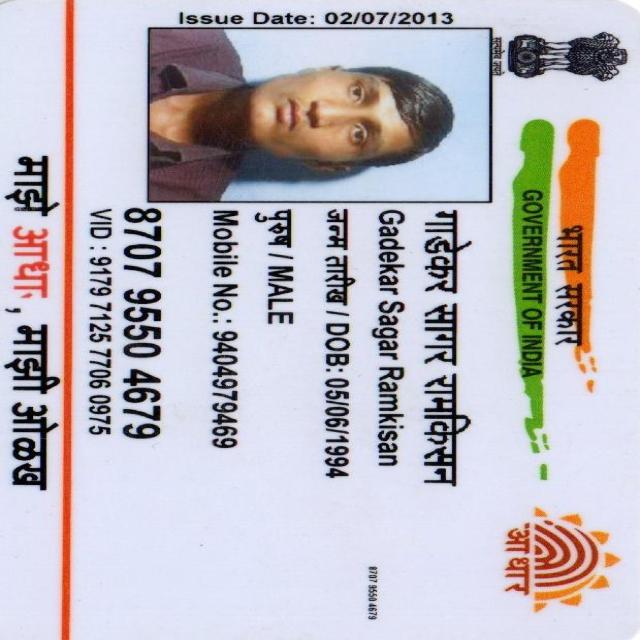 भारत सरकार
GOVERNMENT OF INDIA
सत्यमेव जयते
आधार
Issue Date: 02/07/2013
गाडेकर सागर रामकिसन
Gadekar Sagar Ramkisan
जन्म तारीख / DOB: 05/06/1994
पुरुष / MALE
Mobile No.: 9404979469
8707 9550 4679
8707 9550 4679
VID : 9179 7125 7706 0975
माझे आधार, माझी ओळख